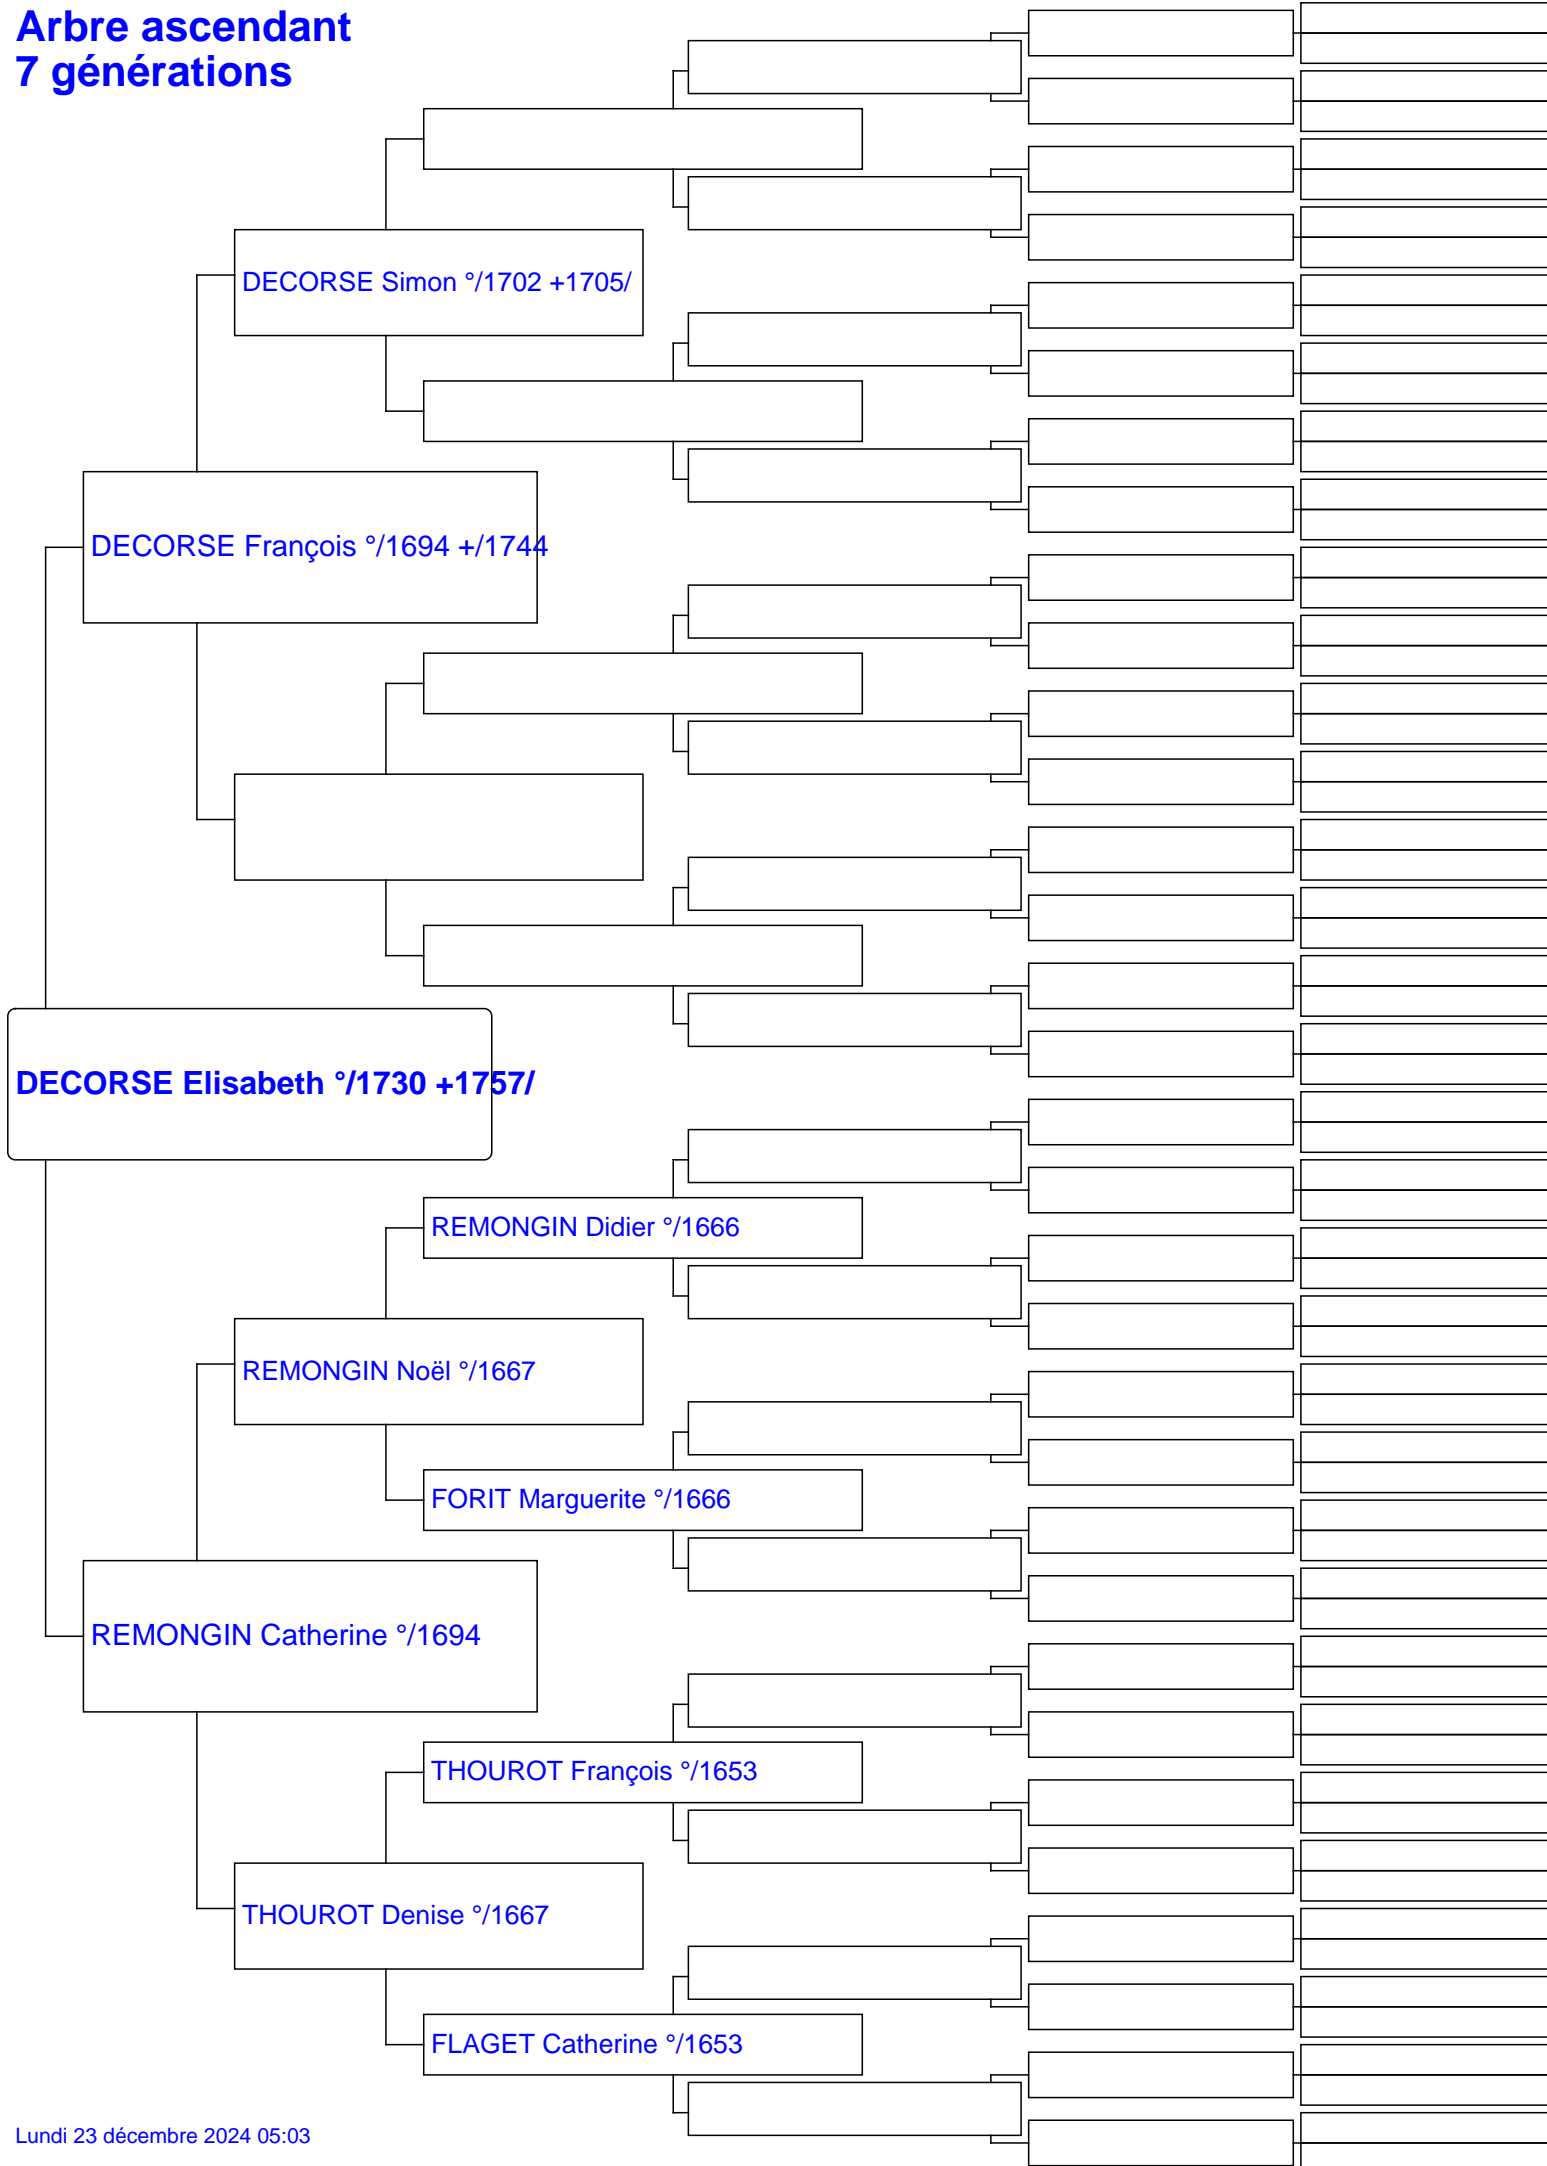 Arbre ascendant
7 générations
DECORSE Simon °/1702 +1705/
DECORSE François °/1694 +/1744
DECORSE Elisabeth °/1730 +1757/
REMONGIN Didier °/1666
REMONGIN Noël °/1667
FORIT Marguerite °/1666
REMONGIN Catherine °/1694
THOUROT François °/1653
THOUROT Denise °/1667
FLAGET Catherine °/1653
Lundi 23 décembre 2024 05:03